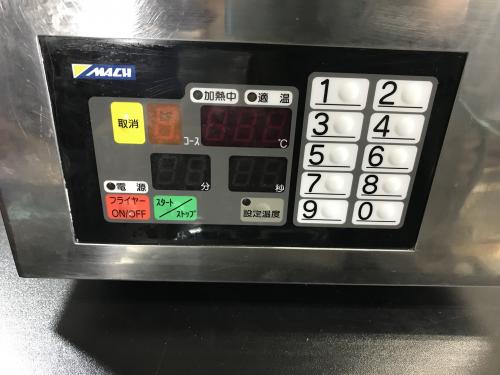 MACH
加熱中 適温
取消
コース
℃
分 秒
電源
フライヤー
ON/OFF
スタート
/ストップ
設定温度
1 2
3 4
5 6
7 8
9 0